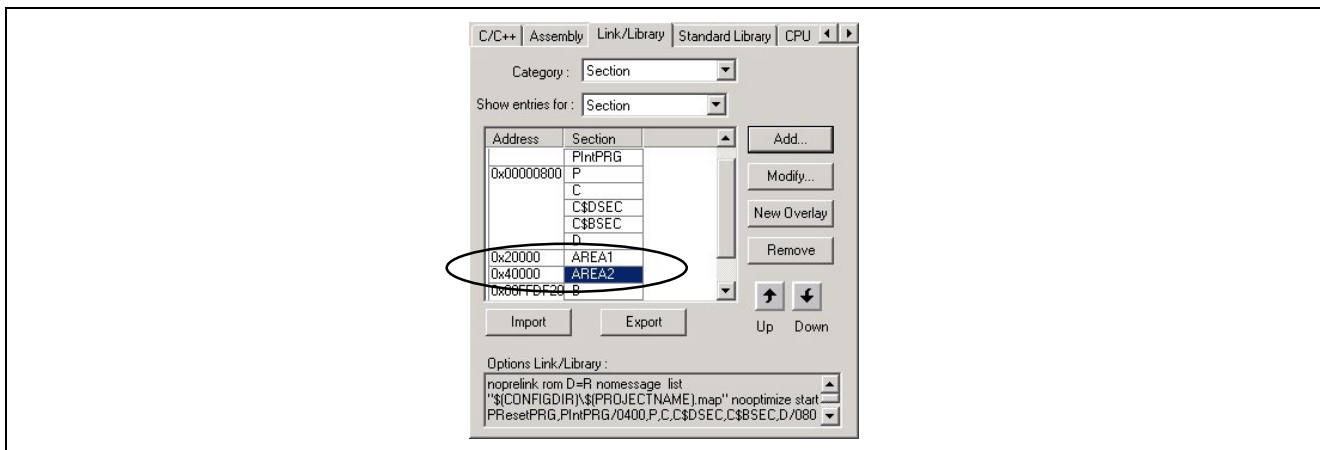 C/C++ Assembly Link/Library Standard Library CPU
Category : Section
Show entries for : Section
Address Section
PIntPRG
0x00000800 P
C
C$DSEC
C$BSEC
D
0x20000 AREA1
0x40000 AREA2
0x00FFDF20 B
Add...
Modify...
New Overlay
Remove
Up Down
Import Export
Options Link/Library :
noprelink rom D=R nomessage list
"$(CONFIGDIR)\$(PROJECTNAME).map" nooptimize start
PResetPRG,PIntPRG/0400,P,C,C$DSEC,C$BSEC,D/080